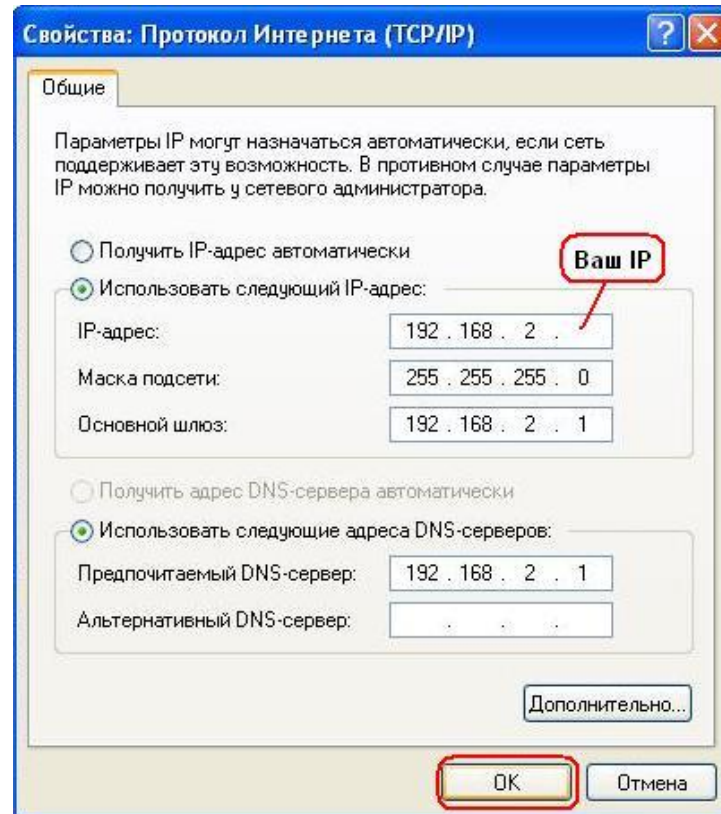 Свойства: Протокол Интернета (TCP/IP)
Общие
Параметры IP могут назначаться автоматически, если сеть
поддерживает эту возможность. В противном случае параметры
IP можно получить у сетевого администратора.
Получить IP-адрес автоматически
Ваш IP
Использовать следующий IP-адрес:
IP-адрес: 192 . 168 . 2 .
Маска подсети: 255 . 255 . 255 . 0
Основной шлюз: 192 . 168 . 2 . 1
Получить адрес DNS-сервера автоматически
Использовать следующие адреса DNS-серверов:
Предпочитаемый DNS-сервер: 192 . 168 . 2 . 1
Альтернативный DNS-сервер: . . .
Дополнительно...
OK Отмена